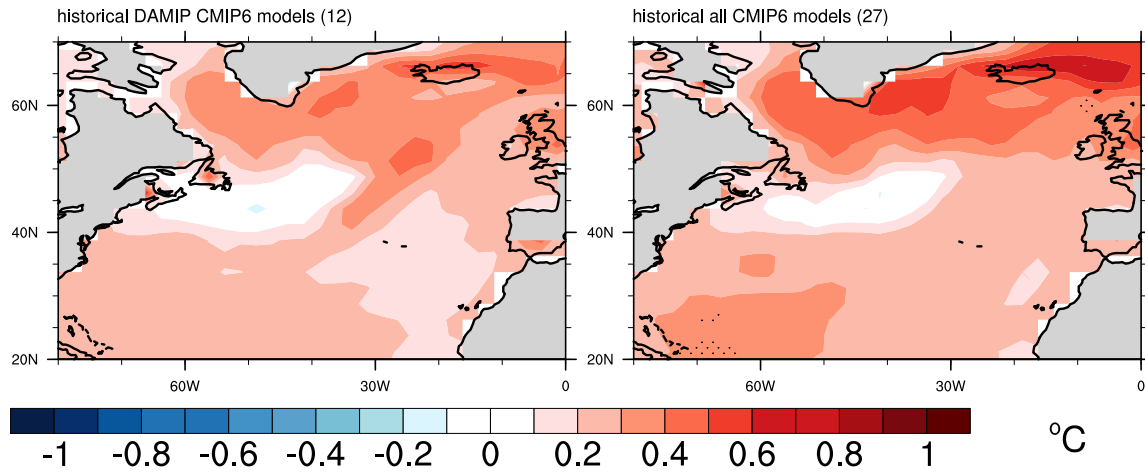 historical DAMIP CMIP6 models (12)
historical all CMIP6 models (27)
60N
40N
20N
60W
30W
0
60N
40N
20N
60W
30W
0
-1 -0.8 -0.6 -0.4 -0.2 0 0.2 0.4 0.6 0.8 1 °C